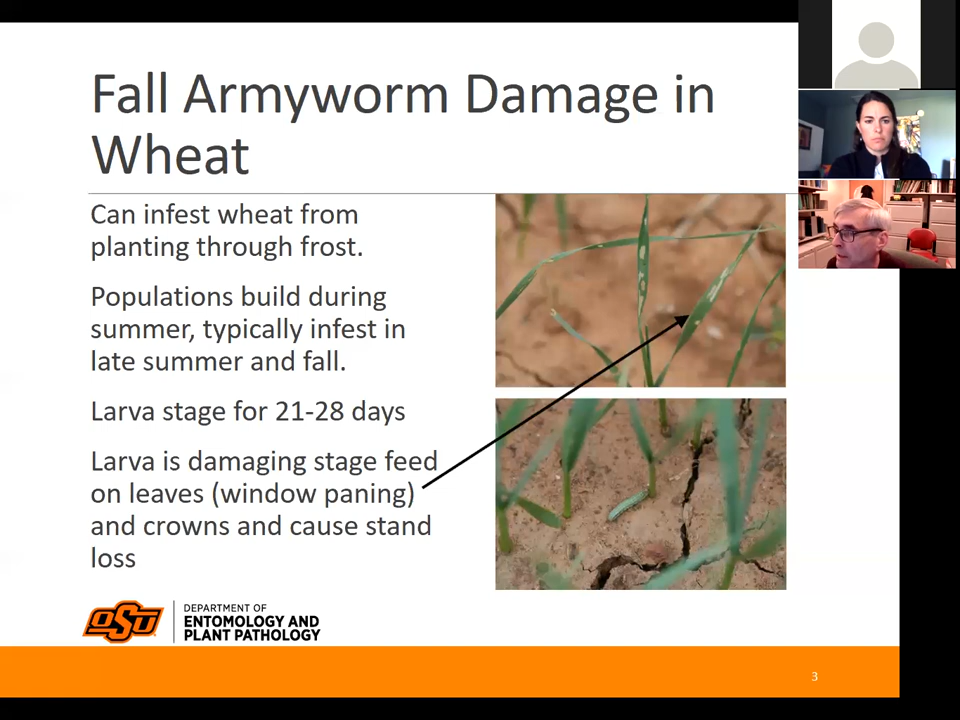 Fall Armyworm Damage in
Wheat
Can infest wheat from
planting through frost.
Populations build during
summer, typically infest in
late summer and fall.
Larva stage for 21-28 days
Larva is damaging stage feed
on leaves (window paning)
and crowns and cause stand
loss
OSU
DEPARTMENT OF
ENTOMOLOGY AND
PLANT PATHOLOGY
3